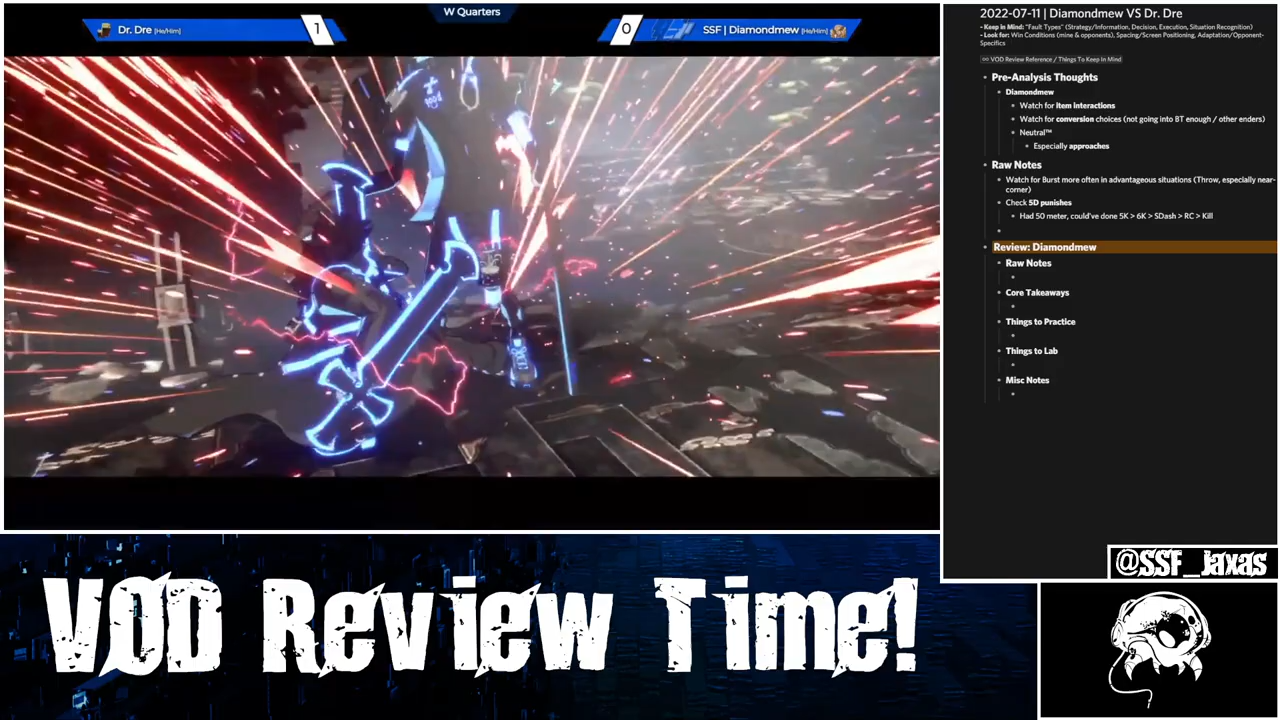 W Quarters
Dr. Dre [He/Him]
1
0
SSF | Diamondmew [He/Him]
2022-07-11 | Diamondmew VS Dr. Dre
- Keep in Mind: "Fault Types" (Strategy/Information, Decision, Execution, Situation Recognition)
- Look for: Win Conditions (mine & opponents), Spacing/Screen Positioning, Adaptation/Opponent-
Specifics
VOD Review Reference / Things To Keep In Mind
Pre-Analysis Thoughts
Diamondmew
Watch for item interactions
Watch for conversion choices (not going into BT enough / other enders)
Neutral™
Especially approaches
Raw Notes
Watch for Burst more often in advantageous situations (Throw, especially near-
corner)
Check 5D punishes
Had 50 meter, could've done 5K > 6K > SDash > RC > Kill
Review: Diamondmew
Raw Notes
Core Takeaways
Things to Practice
Things to Lab
Misc Notes
@SSF_Jaxas
VOD Review Time!